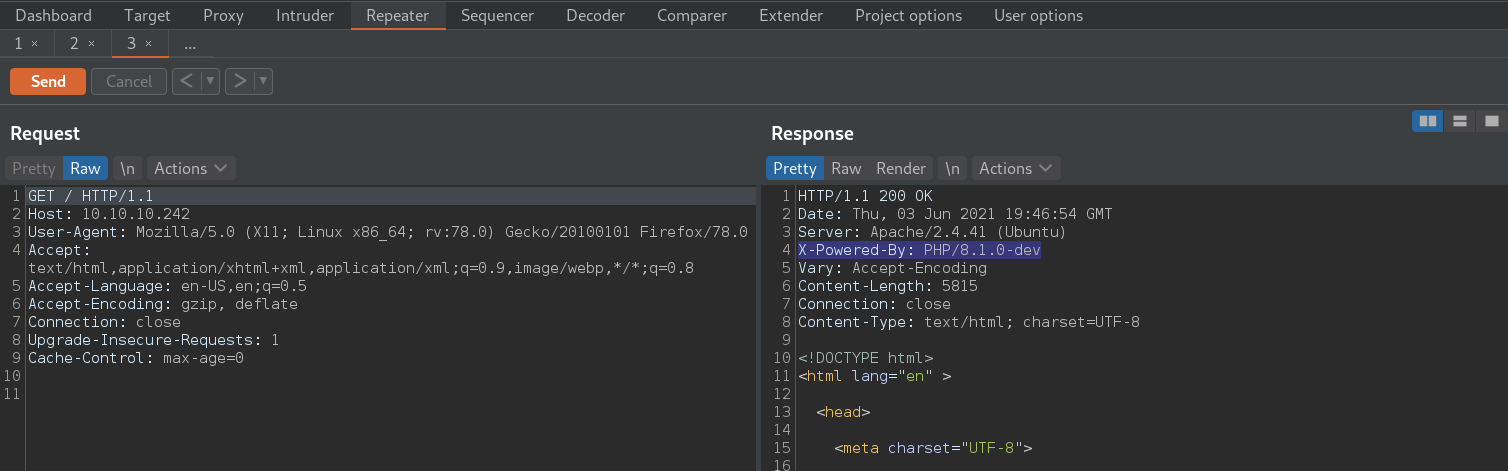 Dashboard Target Proxy Intruder Repeater Sequencer Decoder Comparer Extender Project options User options
1 × 2 × 3 × ...
Send Cancel < ▼ > ▼
Request
Pretty Raw \n Actions
1 GET / HTTP/1.1
2 Host: 10.10.10.242
3 User-Agent: Mozilla/5.0 (X11; Linux x86_64; rv:78.0) Gecko/20100101 Firefox/78.0
4 Accept:
text/html,application/xhtml+xml,application/xml;q=0.9,image/webp,*/*;q=0.8
5 Accept-Language: en-US,en;q=0.5
6 Accept-Encoding: gzip, deflate
7 Connection: close
8 Upgrade-Insecure-Requests: 1
9 Cache-Control: max-age=0
10
11
Response
Pretty Raw Render \n Actions
1 HTTP/1.1 200 OK
2 Date: Thu, 03 Jun 2021 19:46:54 GMT
3 Server: Apache/2.4.41 (Ubuntu)
4 X-Powered-By: PHP/8.1.0-dev
5 Vary: Accept-Encoding
6 Content-Length: 5815
7 Connection: close
8 Content-Type: text/html; charset=UTF-8
9
10 <!DOCTYPE html>
11 <html lang="en" >
12
13 <head>
14
15 <meta charset="UTF-8">
16